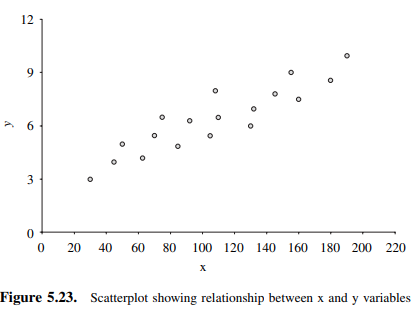 12
9
6
3
0
y
0 20 40 60 80 100 120 140 160 180 200 220
x
Figure 5.23. Scatterplot showing relationship between x and y variables